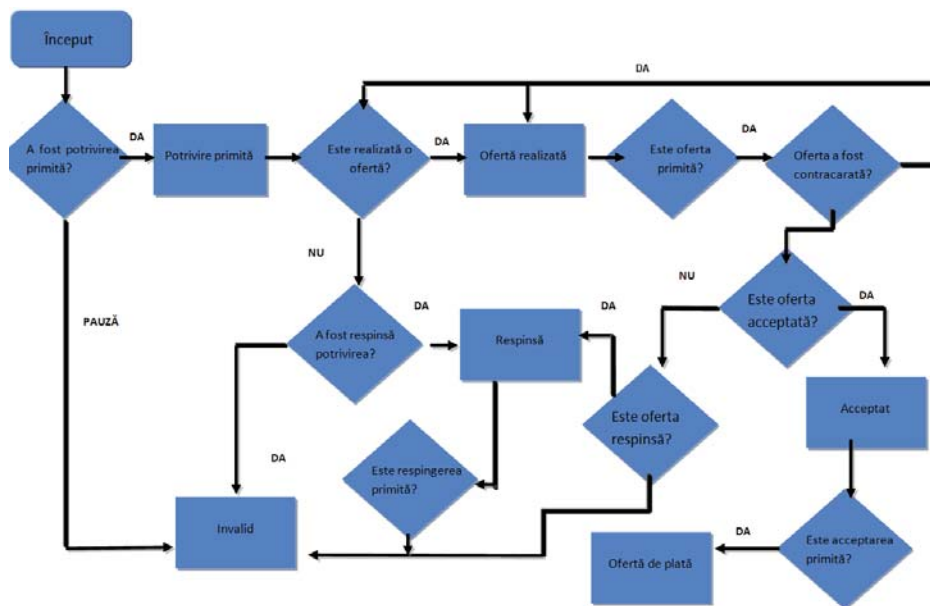 Început
DA
A fost potrivirea
primită?
DA
Potrivire primită
Este realizată o
ofertă?
DA
Ofertă realizată
Este oferta
primită?
DA
Oferta a fost
contracarată?
NU
NU
Este oferta
acceptată?
DA
PAUZĂ
A fost respinsă
potrivirea?
DA
Respinsă
DA
Este oferta
respinsă?
Acceptat
DA
Este respingerea
primită?
Invalid
Ofertă de plată
DA
Este acceptarea
primită?